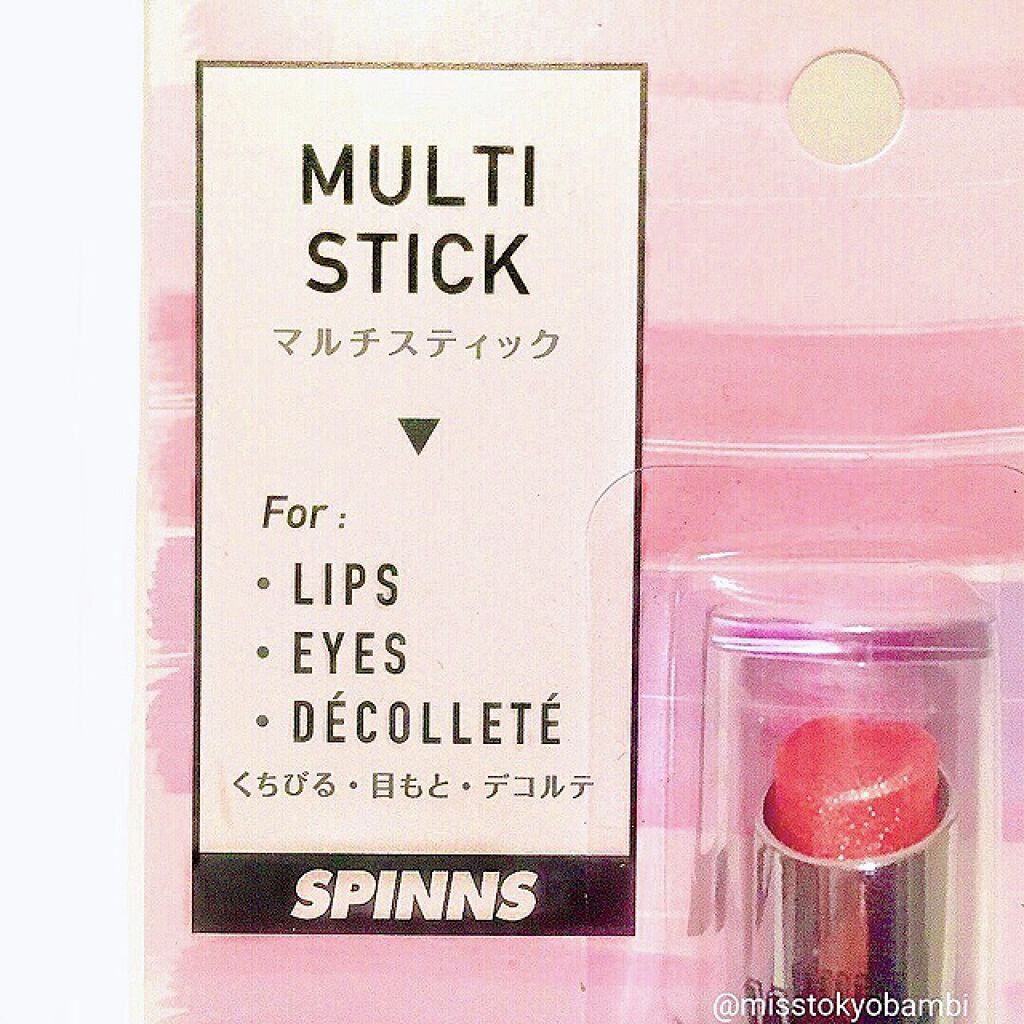 MULTI
STICK
マルチスティック
▼
For :
・LIPS
・EYES
・DÉCOLLETÉ
くちびる・目もと・デコルテ
SPINNS
@misstokyobambi